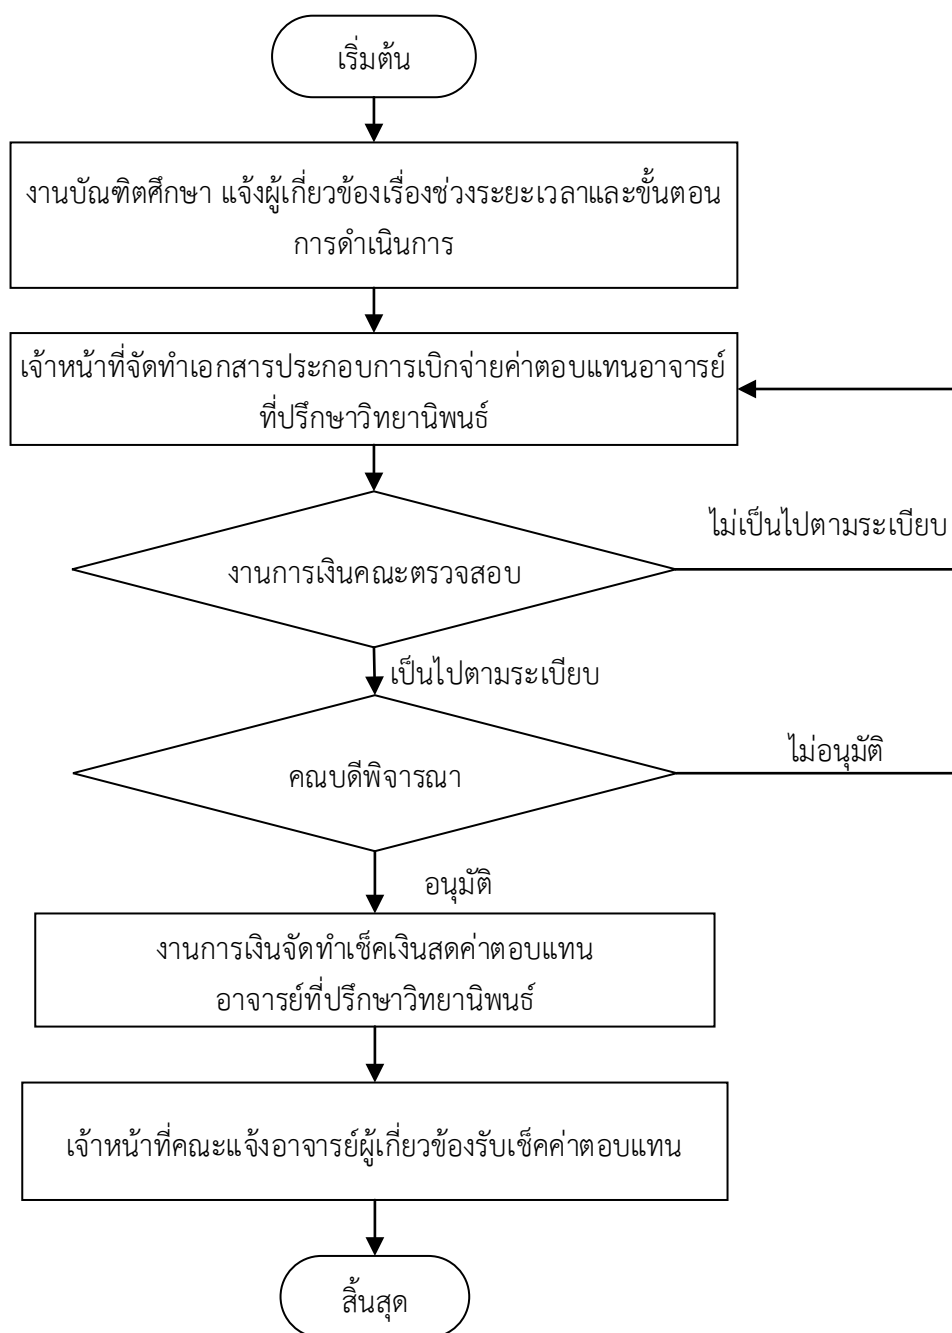 เริ่มต้น
งานบัณฑิตศึกษา แจ้งผู้เกี่ยวข้องเรื่องช่วงระยะเวลาและขั้นตอน
การดำเนินการ
เจ้าหน้าที่จัดทำเอกสารประกอบการเบิกจ่ายค่าตอบแทนอาจารย์
ที่ปรึกษาวิทยานิพนธ์
ไม่เป็นไปตามระเบียบ
งานการเงินคณะตรวจสอบ
เป็นไปตามระเบียบ
ไม่อนุมัติ
คณบดีพิจารณา
อนุมัติ
งานการเงินจัดทำเช็คเงินสดค่าตอบแทน
อาจารย์ที่ปรึกษาวิทยานิพนธ์
เจ้าหน้าที่คณะแจ้งอาจารย์ผู้เกี่ยวข้องรับเช็คค่าตอบแทน
สิ้นสุด